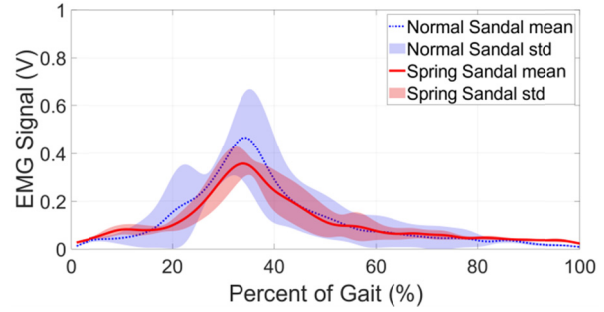 1
0.8
0.6
0.4
0.2
0
EMG Signal (V)
Normal Sandal mean
Normal Sandal std
Spring Sandal mean
Spring Sandal std
0 20 40 60 80 100
Percent of Gait (%)